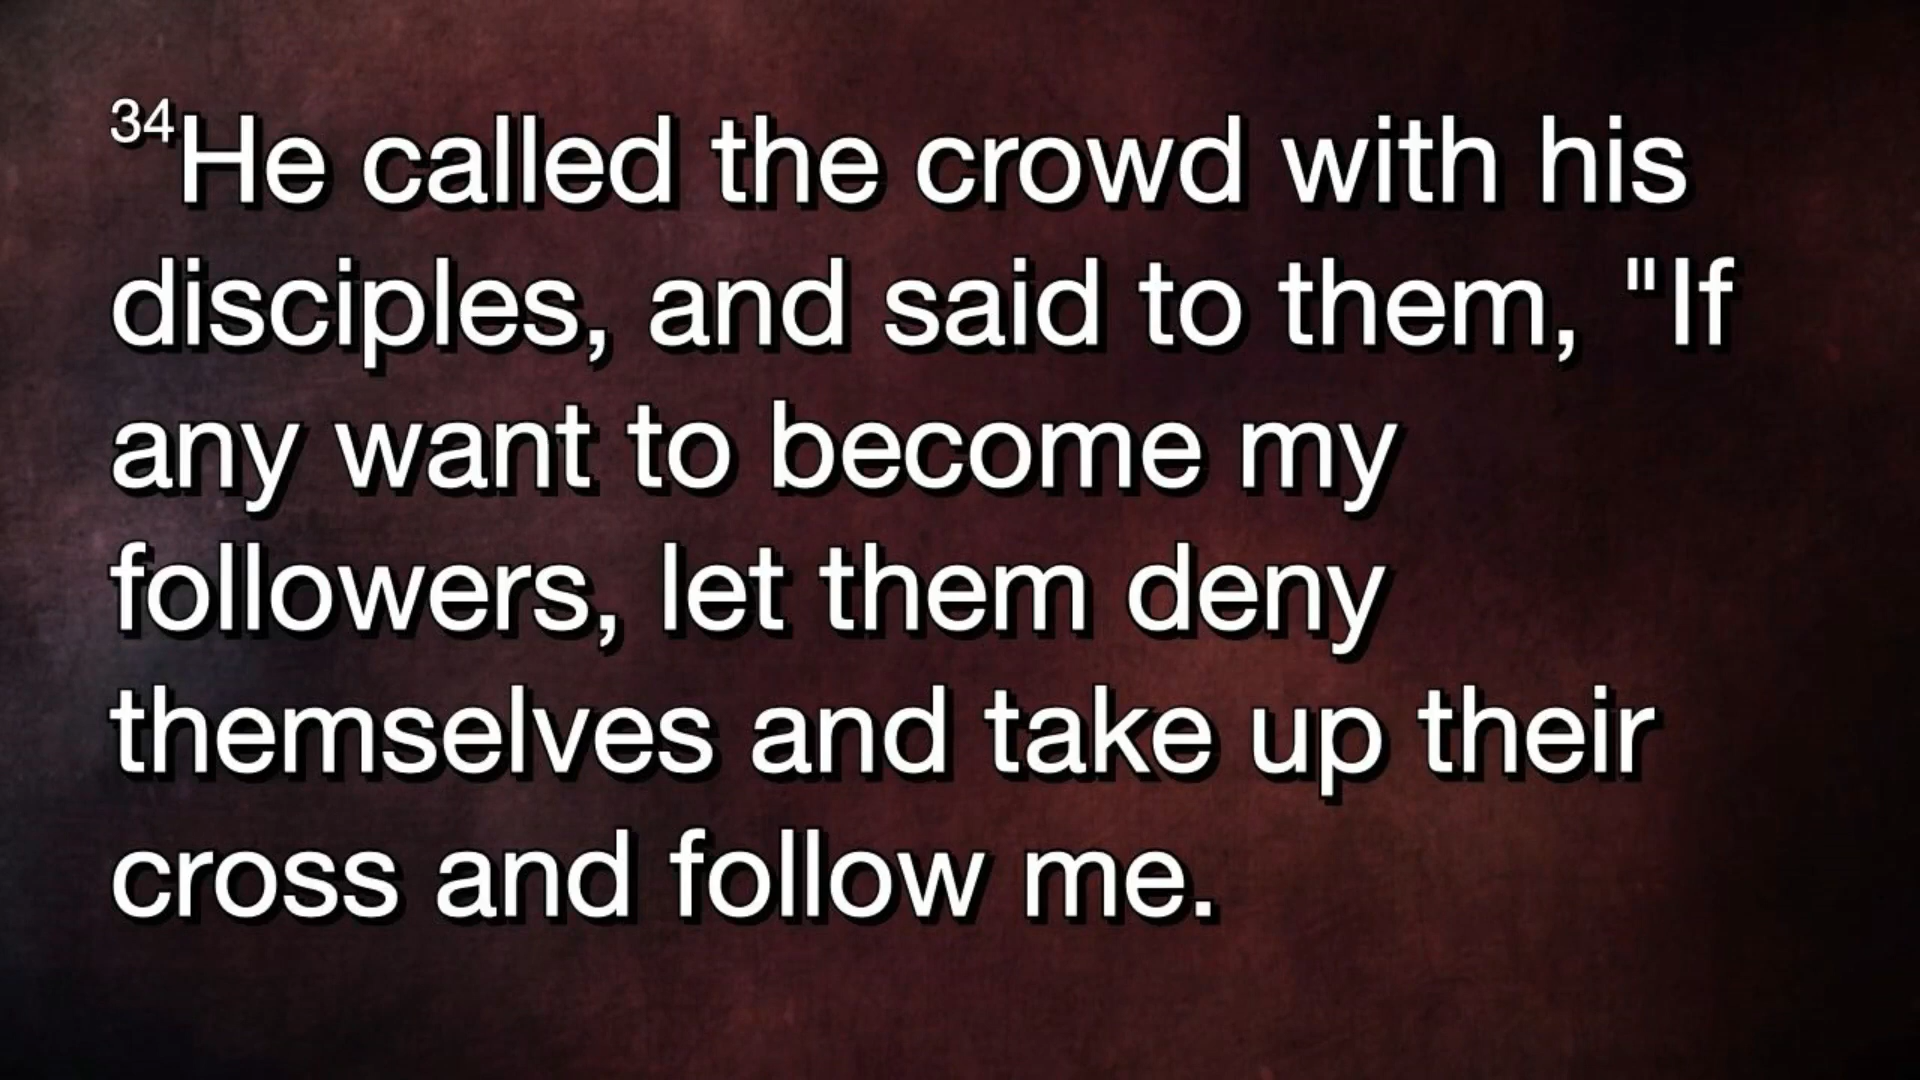 34He called the crowd with his
disciples, and said to them, "If
any want to become my
followers, let them deny
themselves and take up their
cross and follow me.